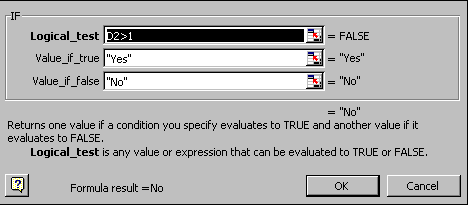 IF
Logical_test D2>1 = FALSE
Value_if_true "Yes" = "Yes"
Value_if_false "No" = "No"
= "No"
Returns one value if a condition you specify evaluates to TRUE and another value if it
evaluates to FALSE.
Logical_test is any value or expression that can be evaluated to TRUE or FALSE.
? Formula result =No OK Cancel